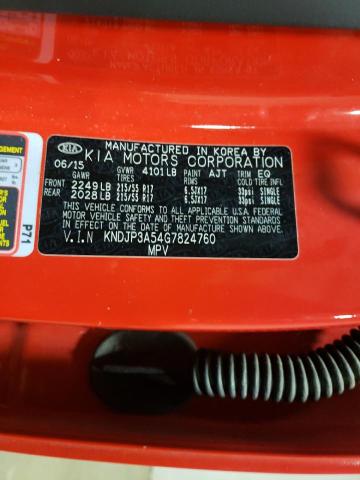 MANUFACTURED IN KOREA BY
KIA KIA MOTORS CORPORATION
06/15 GVWR 4101LB PAINT AJT TRIM EQ
GAWR TIRES RIMS COLD TIRE INFL
FRONT 2249LB 215/55 R17 6.5Jx17 33psi SINGLE
REAR 2028LB 215/55 R17 6.5Jx17 33psi SINGLE
THIS VEHICLE CONFORMS TO ALL APPLICABLE U.S.A FEDERAL
MOTOR VEHICLE SAFETY, BUMPER, AND THEFT PREVENTION
STANDARDS IN EFFECT ON THE DATE OF MANUFACTURE
SHOWN ABOVE.
V.I.N KNDJP3A54G7824760
MPV
P71